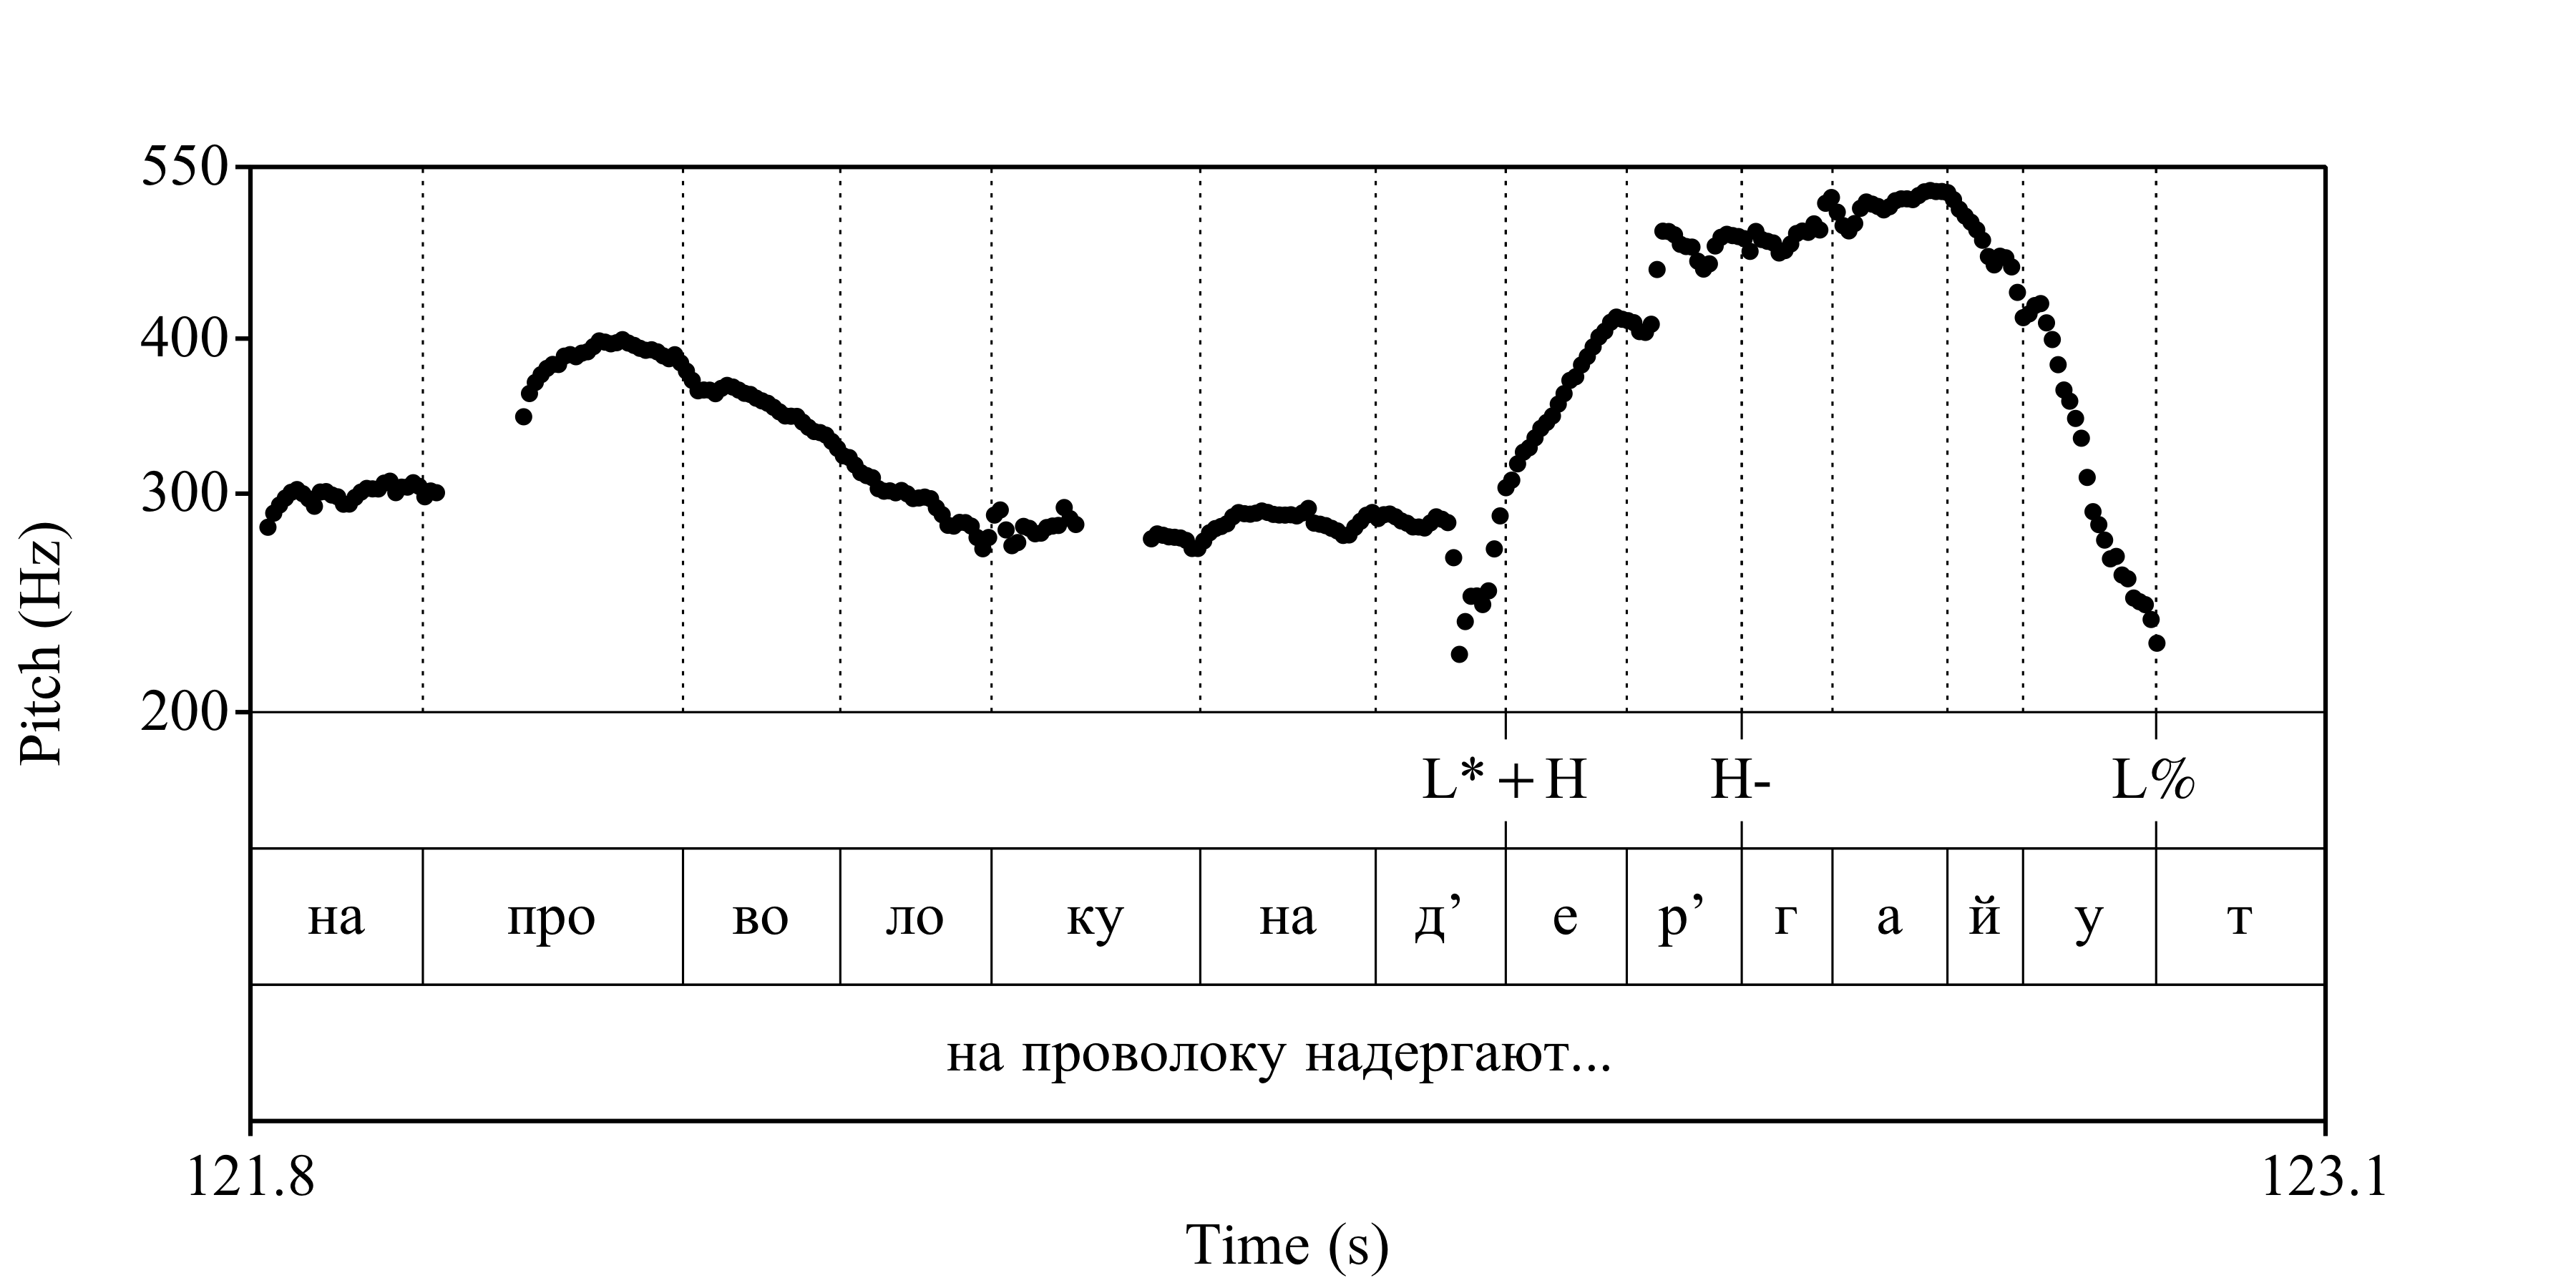 550
400
300
200
Pitch (Hz)
L* + H H- L%
на про во ло ку на д’ е р’ г а й у т
на проволоку надергают...
121.8 123.1
Time (s)